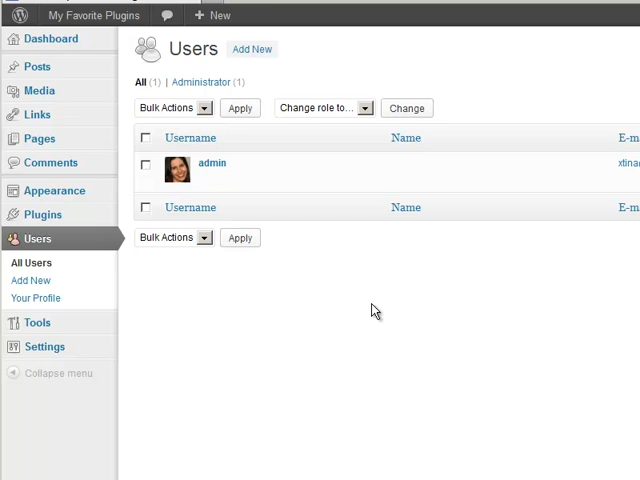 My Favorite Plugins + New
Dashboard
Posts
Media
Links
Pages
Comments
Appearance
Plugins
Users
All Users
Add New
Your Profile
Tools
Settings
Collapse menu
Users Add New
All (1) | Administrator (1)
Bulk Actions Apply Change role to... Change
Username Name E-m
admin xtina
Username Name E-m
Bulk Actions Apply